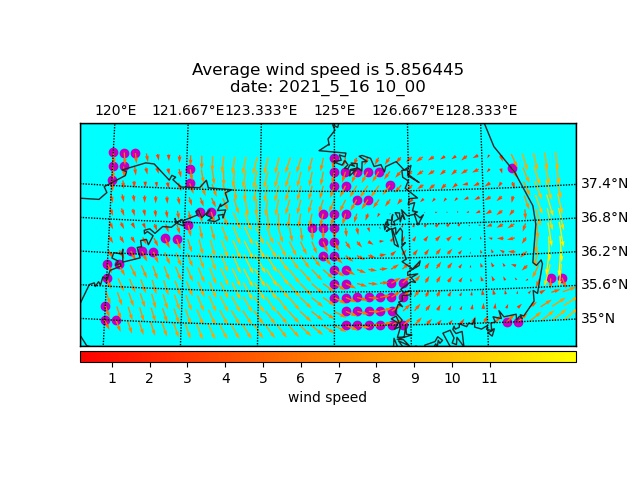 Average wind speed is 5.856445
date: 2021_5_16 10_00
120°E 121.667°E 123.333°E 125°E 126.667°E 128.333°E
37.4°N
36.8°N
36.2°N
35.6°N
35°N
1 2 3 4 5 6 7 8 9 10 11
wind speed